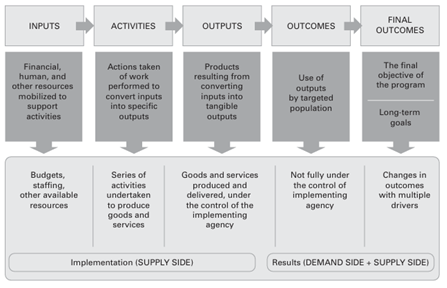 INPUTS
ACTIVITIES
OUTPUTS
OUTCOMES
FINAL
OUTCOMES
Financial,
human, and
other resources
mobilized to
support
activities
Actions taken
of work
performed to
convert inputs
into specific
outputs
Products
resulting from
converting
inputs into
tangible
outputs
Use of
outputs
by targeted
population
The final
objective of
the program
Long-term
goals
Budgets,
staffing,
other available
resources
Series of
activities
undertaken
to produce
goods and
services
Goods and services
produced and
delivered, under
the control of the
implementing
agency
Not fully under
the control of
implementing
agency
Changes in
outcomes
with multiple
drivers
Implementation (SUPPLY SIDE)
Results (DEMAND SIDE + SUPPLY SIDE)